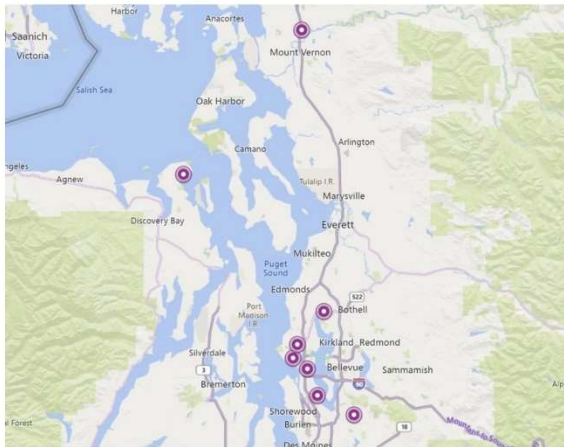 Harbor
Anacortes
Saanich
Victoria
Mount Vernon
Salish Sea
Oak Harbor
Arlington
Camano
Agnew
Tulalip I.R.
Marysville
Discovery Bay
Everett
Mukilteo
Puget
Sound
Edmonds
522
Port
Madison
I.R.
Bothell
Silverdale
Kirkland Redmond
3
Bellevue
Sammamish
Bremerton
90
Shorewood
Burien
18
Des Moines